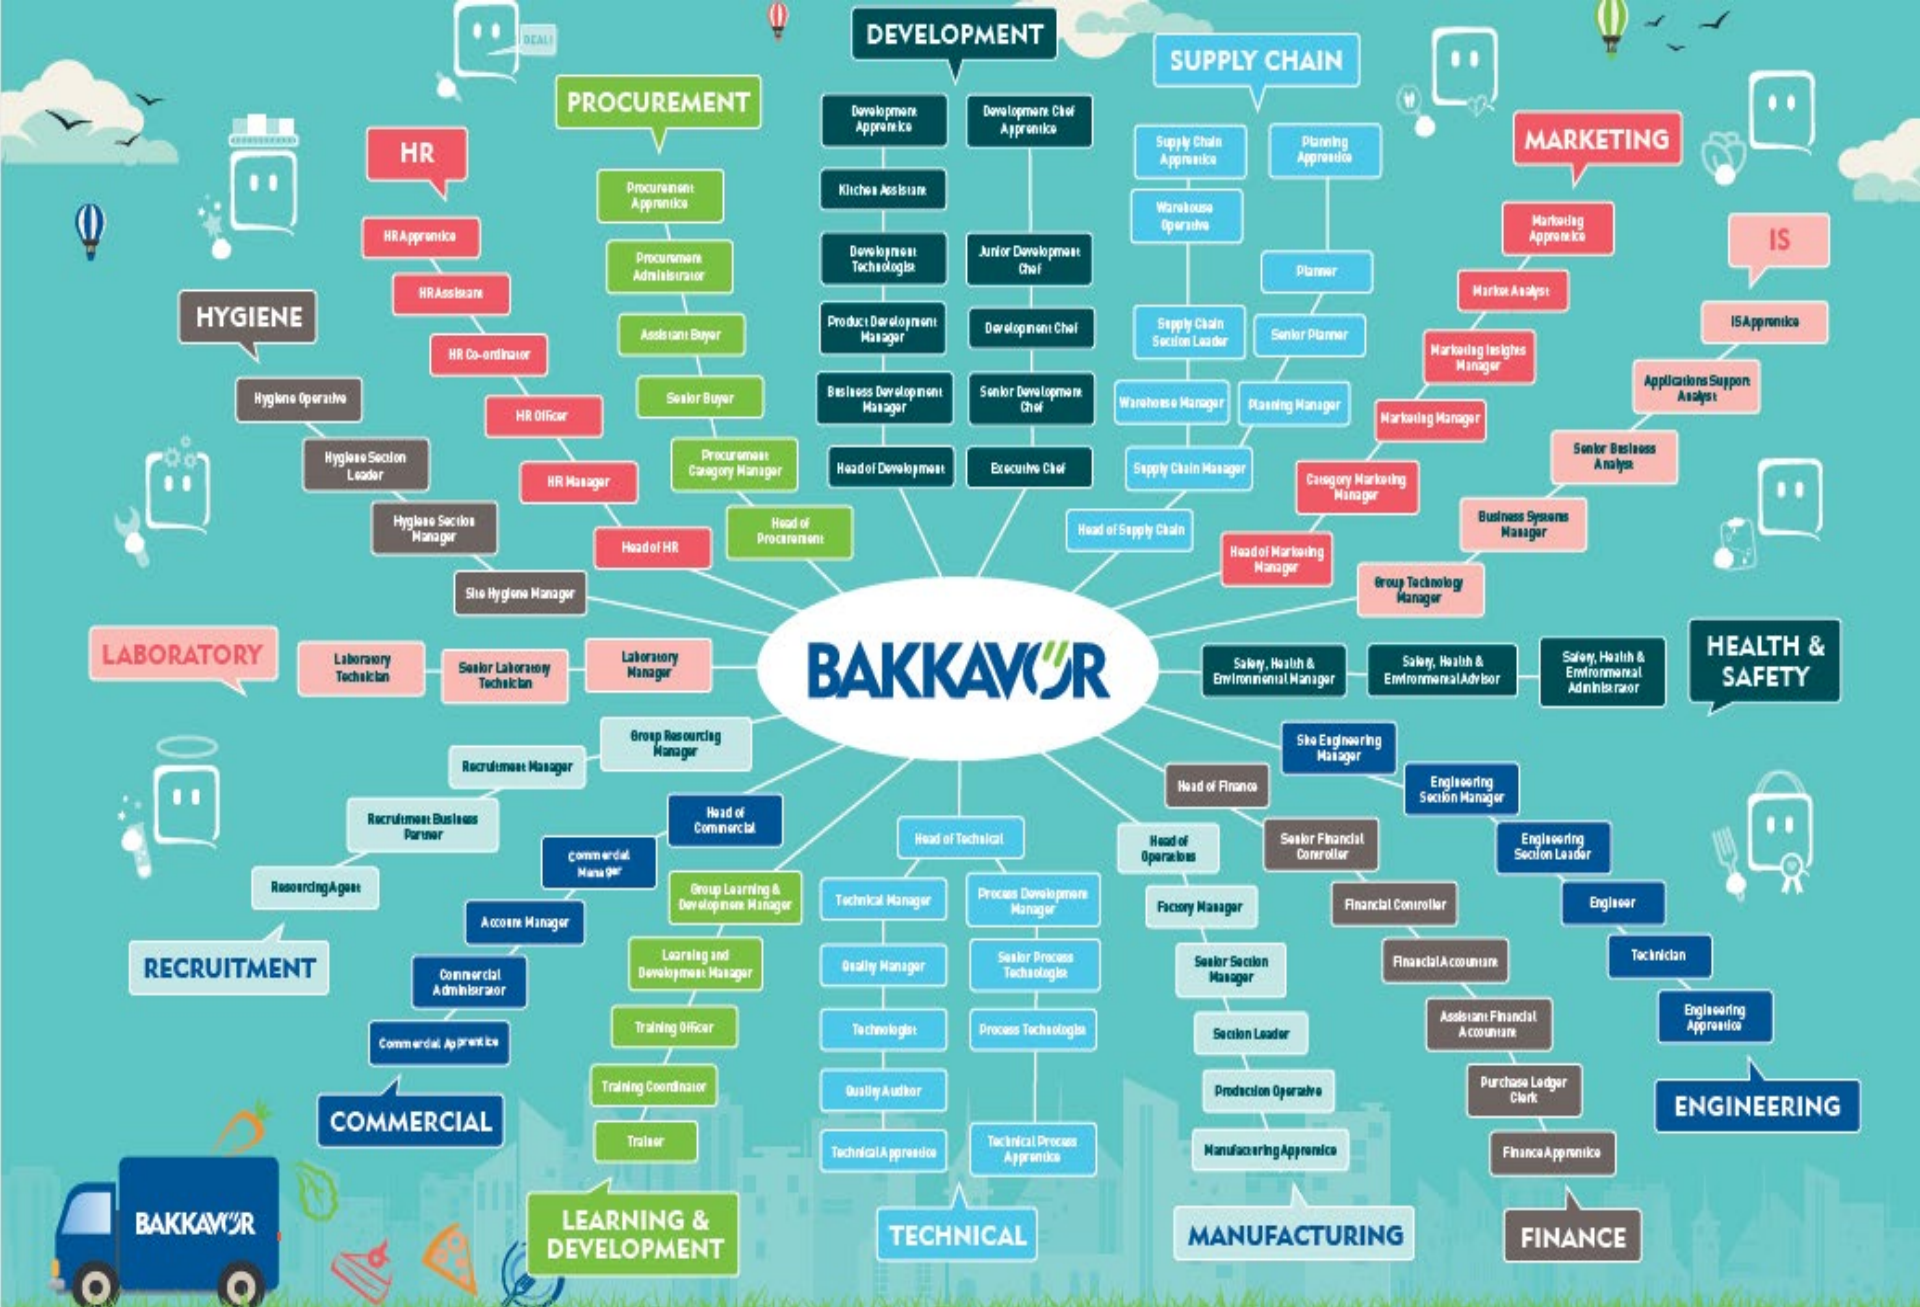 DEAL!
DEVELOPMENT
Development
Apprentice
Kitchen Assistant
Development
Technologist
Product Development
Manager
Business Development
Manager
Head of Development
Development Chef
Apprentice
Junior Development
Chef
Development Chef
Senior Development
Chef
Executive Chef
SUPPLY CHAIN
Supply Chain
Apprentice
Warehouse
Operative
Supply Chain
Section Leader
Warehouse Manager
Supply Chain Manager
Planning
Apprentice
Planner
Senior Planner
Planning Manager
Head of Supply Chain
MARKETING
Marketing
Apprentice
Market Analyst
Marketing Insights
Manager
Marketing Manager
Category Marketing
Manager
Head of Marketing
Manager
IS
IS Apprentice
Applications Support
Analyst
Senior Business
Analyst
Business Systems
Manager
Group Technology
Manager
PROCUREMENT
Procurement
Apprentice
Procurement
Administrator
Assistant Buyer
Senior Buyer
Procurement
Category Manager
Head of
Procurement
HR
HR Apprentice
HR Assistant
HR Co-ordinator
HR Officer
HR Manager
Head of HR
HYGIENE
Hygiene Operative
Hygiene Section
Leader
Hygiene Section
Manager
Site Hygiene Manager
LABORATORY
Laboratory
Technician
Senior Laboratory
Technician
Laboratory
Manager
BAKKAVOR
Safety, Health &
Environmental Manager
Safety, Health &
Environmental Advisor
Safety, Health &
Environmental
Administrator
HEALTH &
SAFETY
Group Resourcing
Manager
Recruitment Manager
Recruitment Business
Partner
Resourcing Agent
RECRUITMENT
Head of
Commercial
Commercial
Manager
Account Manager
Commercial
Administrator
Commercial Apprentice
COMMERCIAL
Group Learning &
Development Manager
Learning and
Development Manager
Training Officer
Training Coordinator
Trainer
LEARNING &
DEVELOPMENT
Head of Technical
Technical Manager
Quality Manager
Technologist
Quality Auditor
Technical Apprentice
Process Development
Manager
Senior Process
Technologist
Process Technologist
Technical Process
Apprentice
TECHNICAL
Head of
Operations
Factory Manager
Senior Section
Manager
Section Leader
Production Operative
Manufacturing Apprentice
MANUFACTURING
Head of Finance
Senior Financial
Controller
Financial Controller
Financial Accountant
Assistant Financial
Accountant
Purchase Ledger
Clerk
Finance Apprentice
FINANCE
Site Engineering
Manager
Engineering
Section Manager
Engineering
Section Leader
Engineer
Technician
Engineering
Apprentice
ENGINEERING
BAKKAVOR